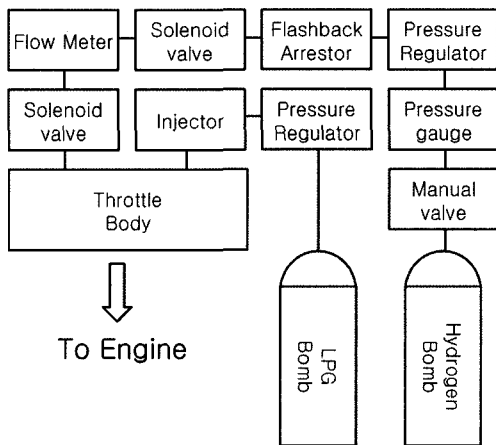 Flow Meter
Solenoid
valve
Flashback
Arrestor
Pressure
Regulator
Solenoid
valve
Injector
Pressure
Regulator
Pressure
gauge
Throttle
Body
Manual
valve
To Engine
LPG
Bomb
Hydrogen
Bomb